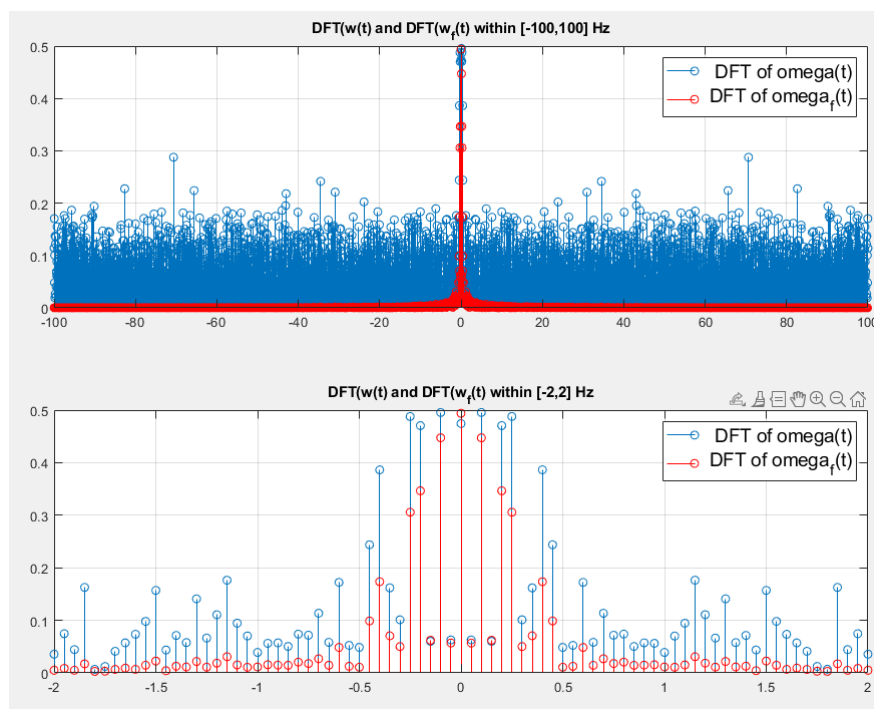 DFT(w(t) and DFT(w_f(t) within [-100,100] Hz
0.5
DFT of omega(t)
0.4
DFT of omega_f(t)
0.3
0.2
0.1
0
-100 -80 -60 -40 -20 0 20 40 60 80 100
DFT(w(t) and DFT(w_f(t) within [-2,2] Hz
0.5
DFT of omega(t)
0.4
DFT of omega_f(t)
0.3
0.2
0.1
0
-2 -1.5 -1 -0.5 0 0.5 1 1.5 2